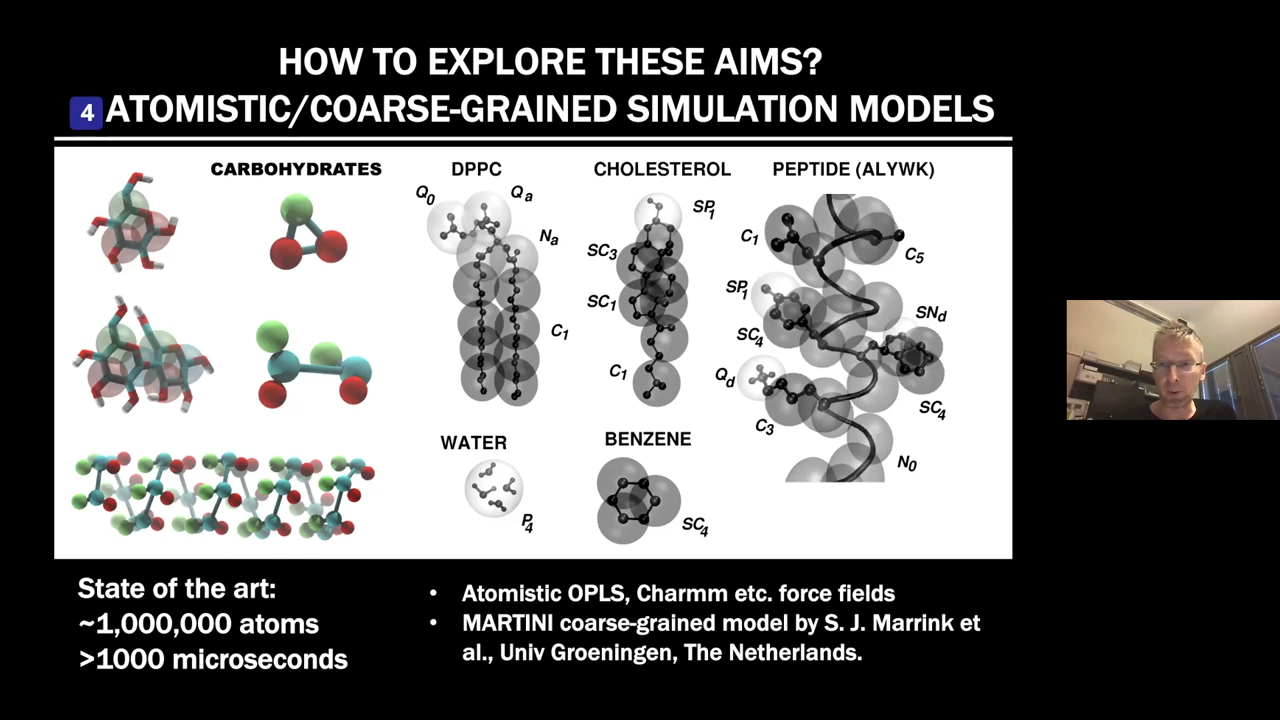 HOW TO EXPLORE THESE AIMS?
4 ATOMISTIC/COARSE-GRAINED SIMULATION MODELS
CARBOHYDRATES
DPPC
Q0
Qa
Na
C1
CHOLESTEROL
SP1
SC3
SC1
C1
PEPTIDE (ALYWK)
C1
C5
SP1
SNd
SC4
Qd
SC4
C3
N0
WATER
P4
BENZENE
SC4
State of the art:
~1,000,000 atoms
>1000 microseconds
• Atomistic OPLS, Charmm etc. force fields
• MARTINI coarse-grained model by S. J. Marrink et
al., Univ Groeningen, The Netherlands.